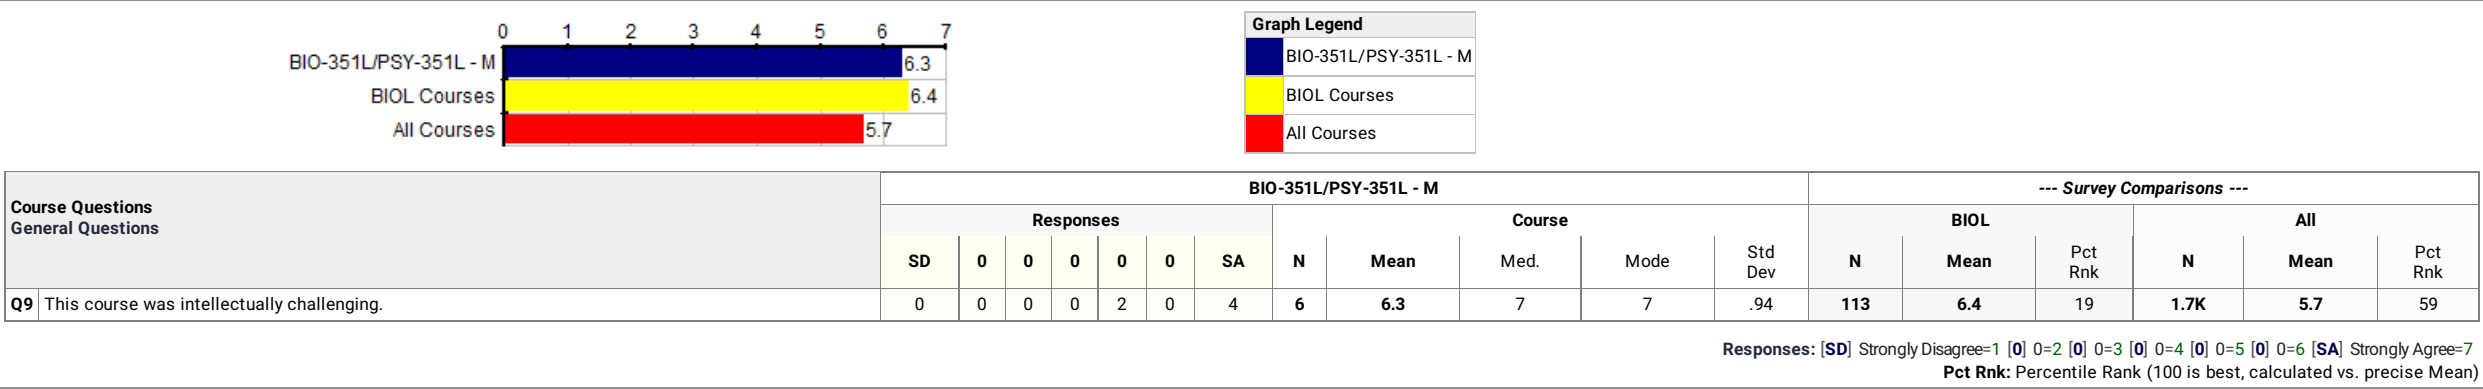 0 1 2 3 4 5 6 7
BIO-351L/PSY-351L - M 6.3
BIOL Courses 6.4
All Courses 5.7
Graph Legend
BIO-351L/PSY-351L - M
BIOL Courses
All Courses
Course Questions
General Questions
BIO-351L/PSY-351L - M --- Survey Comparisons ---
Responses Course BIOL All
SD 0 0 0 0 0 SA N Mean Med. Mode Std Dev N Mean Pct Rnk N Mean Pct Rnk
Q9 This course was intellectually challenging. 0 0 0 0 2 0 4 6 6.3 7 7 .94 113 6.4 19 1.7K 5.7 59
Responses: [SD] Strongly Disagree=1 [0] 0=2 [0] 0=3 [0] 0=4 [0] 0=5 [0] 0=6 [SA] Strongly Agree=7
Pct Rnk: Percentile Rank (100 is best, calculated vs. precise Mean)